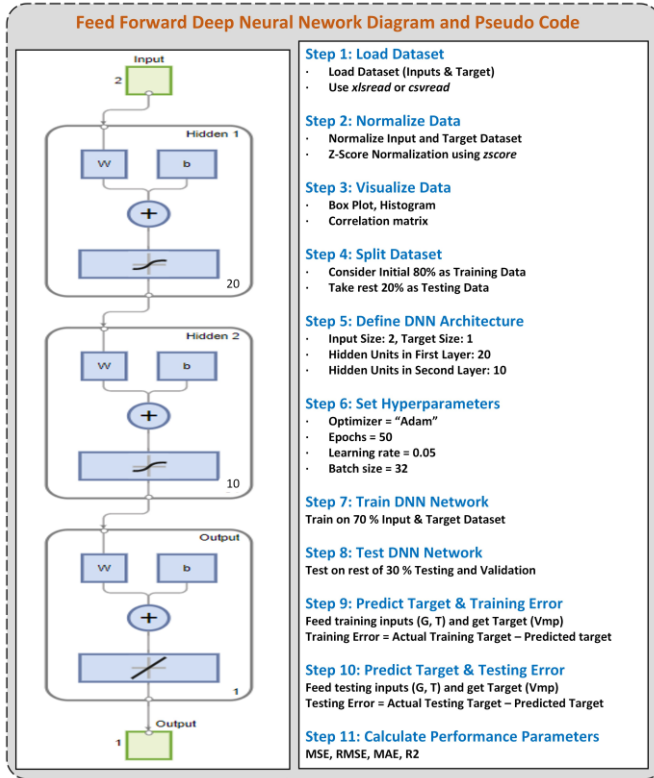 Feed Forward Deep Neural Nework Diagram and Pseudo Code
Input
2
Hidden 1
W b
+
20
Hidden 2
W b
+
10
Output
W b
+
1
Output
1
Step 1: Load Dataset
· Load Dataset (Inputs & Target)
· Use xlsread or csvread
Step 2: Normalize Data
· Normalize Input and Target Dataset
· Z-Score Normalization using zscore
Step 3: Visualize Data
· Box Plot, Histogram
· Correlation matrix
Step 4: Split Dataset
· Consider Initial 80% as Training Data
· Take rest 20% as Testing Data
Step 5: Define DNN Architecture
· Input Size: 2, Target Size: 1
· Hidden Units in First Layer: 20
· Hidden Units in Second Layer: 10
Step 6: Set Hyperparameters
· Optimizer = “Adam”
· Epochs = 50
· Learning rate = 0.05
· Batch size = 32
Step 7: Train DNN Network
Train on 70 % Input & Target Dataset
Step 8: Test DNN Network
Test on rest of 30 % Testing and Validation
Step 9: Predict Target & Training Error
Feed training inputs (G, T) and get Target (Vmp)
Training Error = Actual Training Target – Predicted target
Step 10: Predict Target & Testing Error
Feed testing inputs (G, T) and get Target (Vmp)
Testing Error = Actual Testing Target – Predicted Target
Step 11: Calculate Performance Parameters
MSE, RMSE, MAE, R2